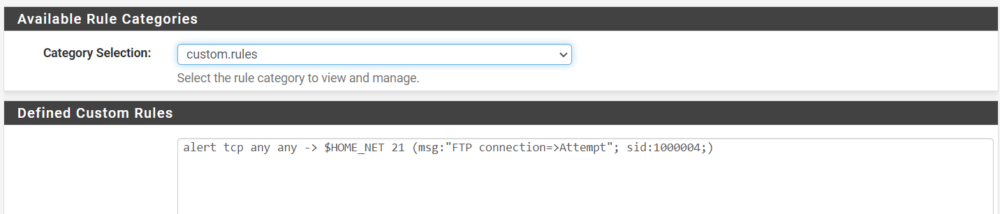 Available Rule Categories
Category Selection: custom.rules
Select the rule category to view and manage.
Defined Custom Rules
alert tcp any any -> $HOME_NET 21 (msg:"FTP connection=>Attempt"; sid:1000004;)